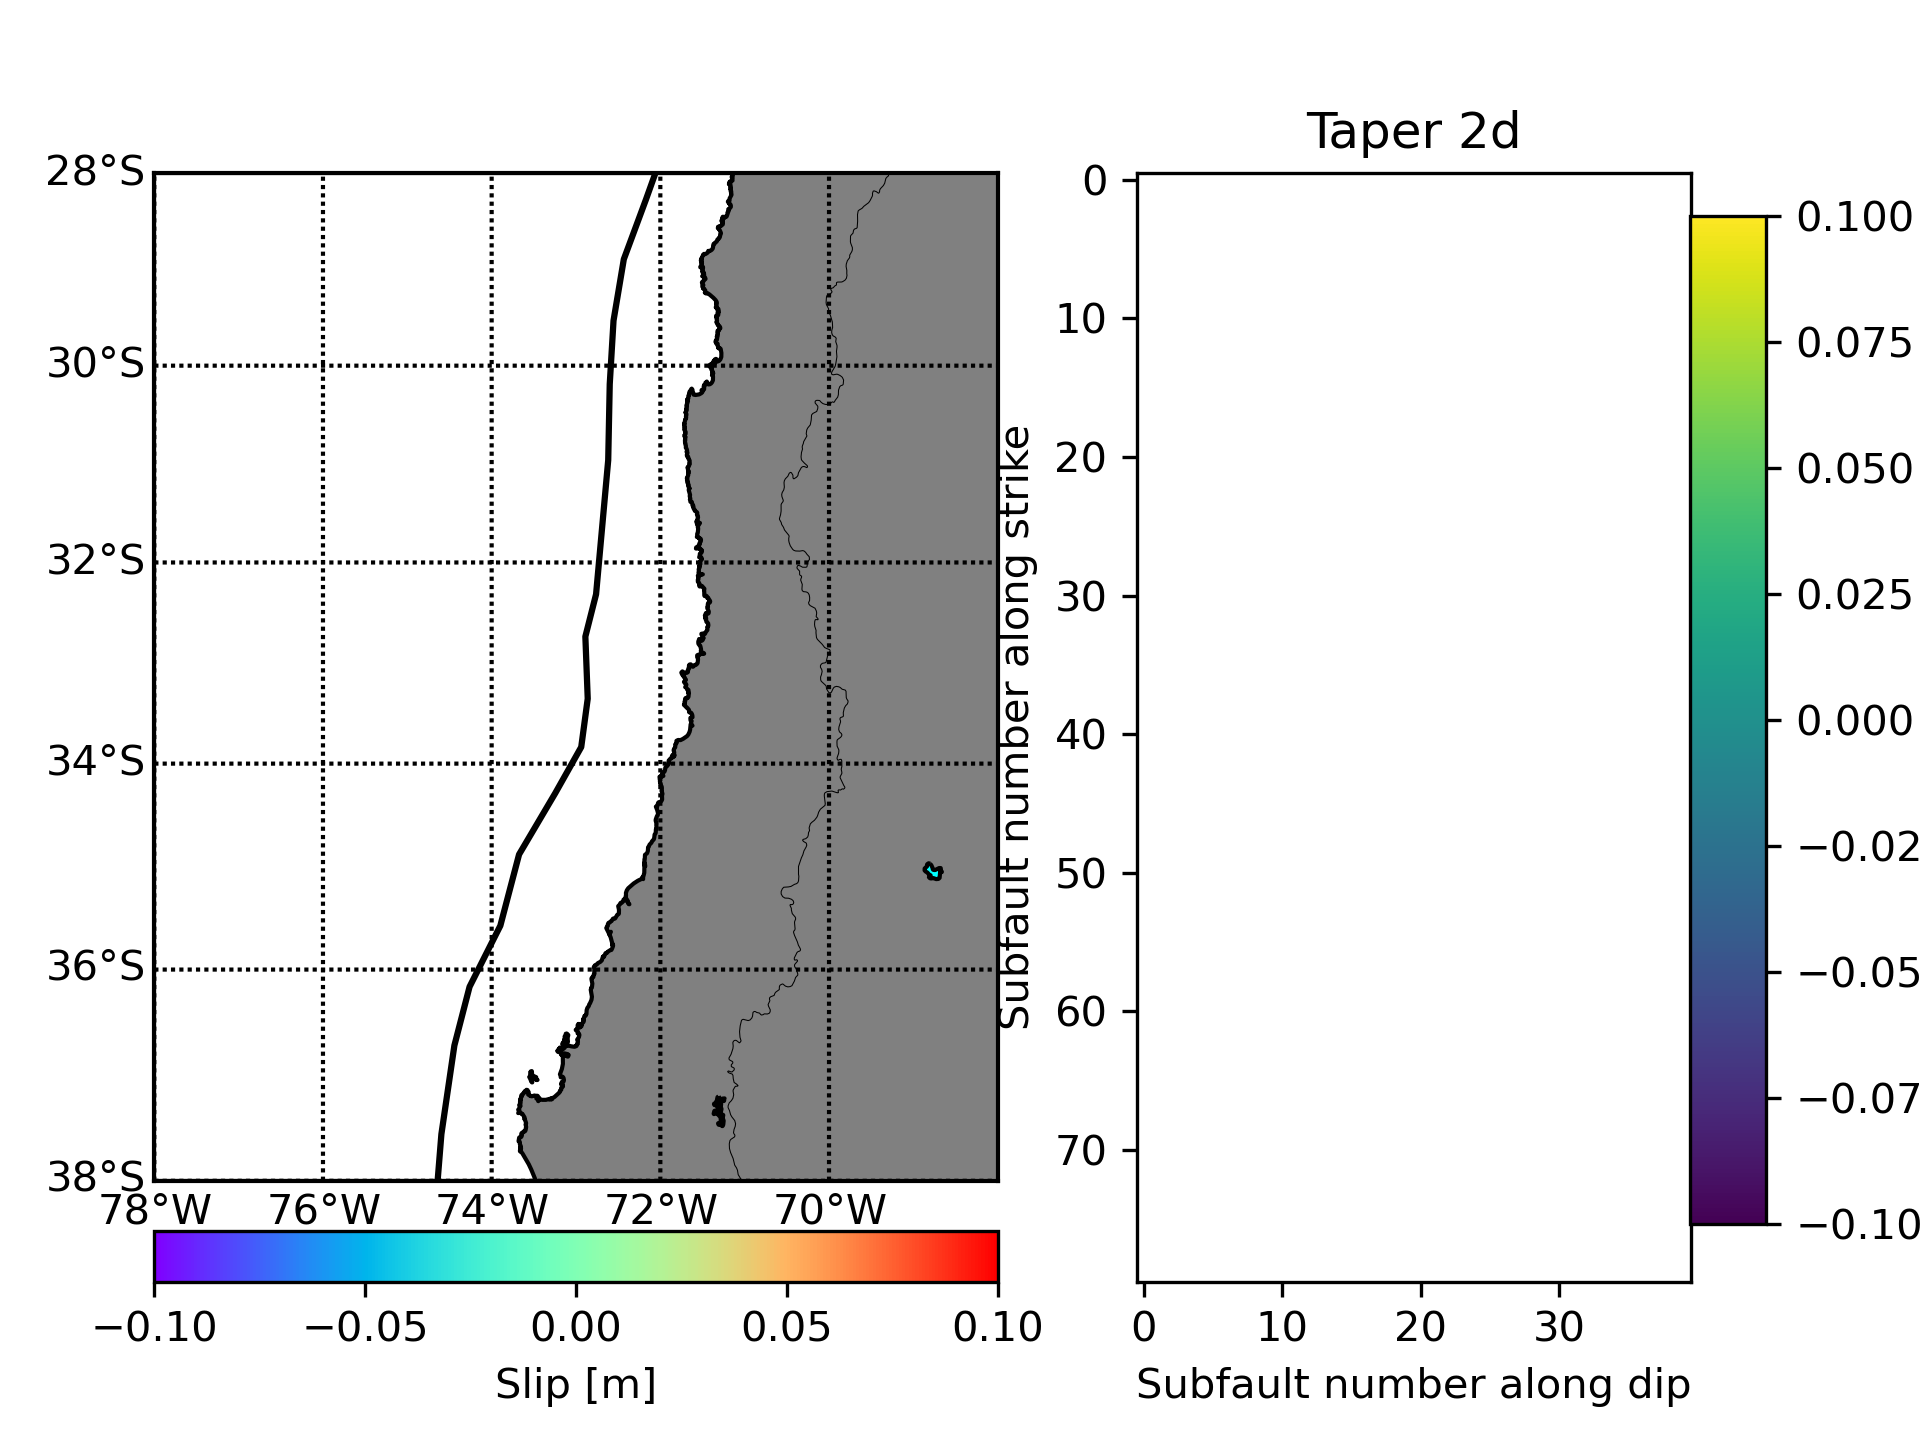 Taper 2d
28°S
30°S
32°S
34°S
36°S
38°S
78°W 76°W 74°W 72°W 70°W
−0.10 −0.05 0.00 0.05 0.10
Slip [m]
Subfault number along strike
0
10
20
30
40
50
60
70
0 10 20 30
Subfault number along dip
0.100
0.075
0.050
0.025
0.000
−0.02
−0.05
−0.07
−0.10